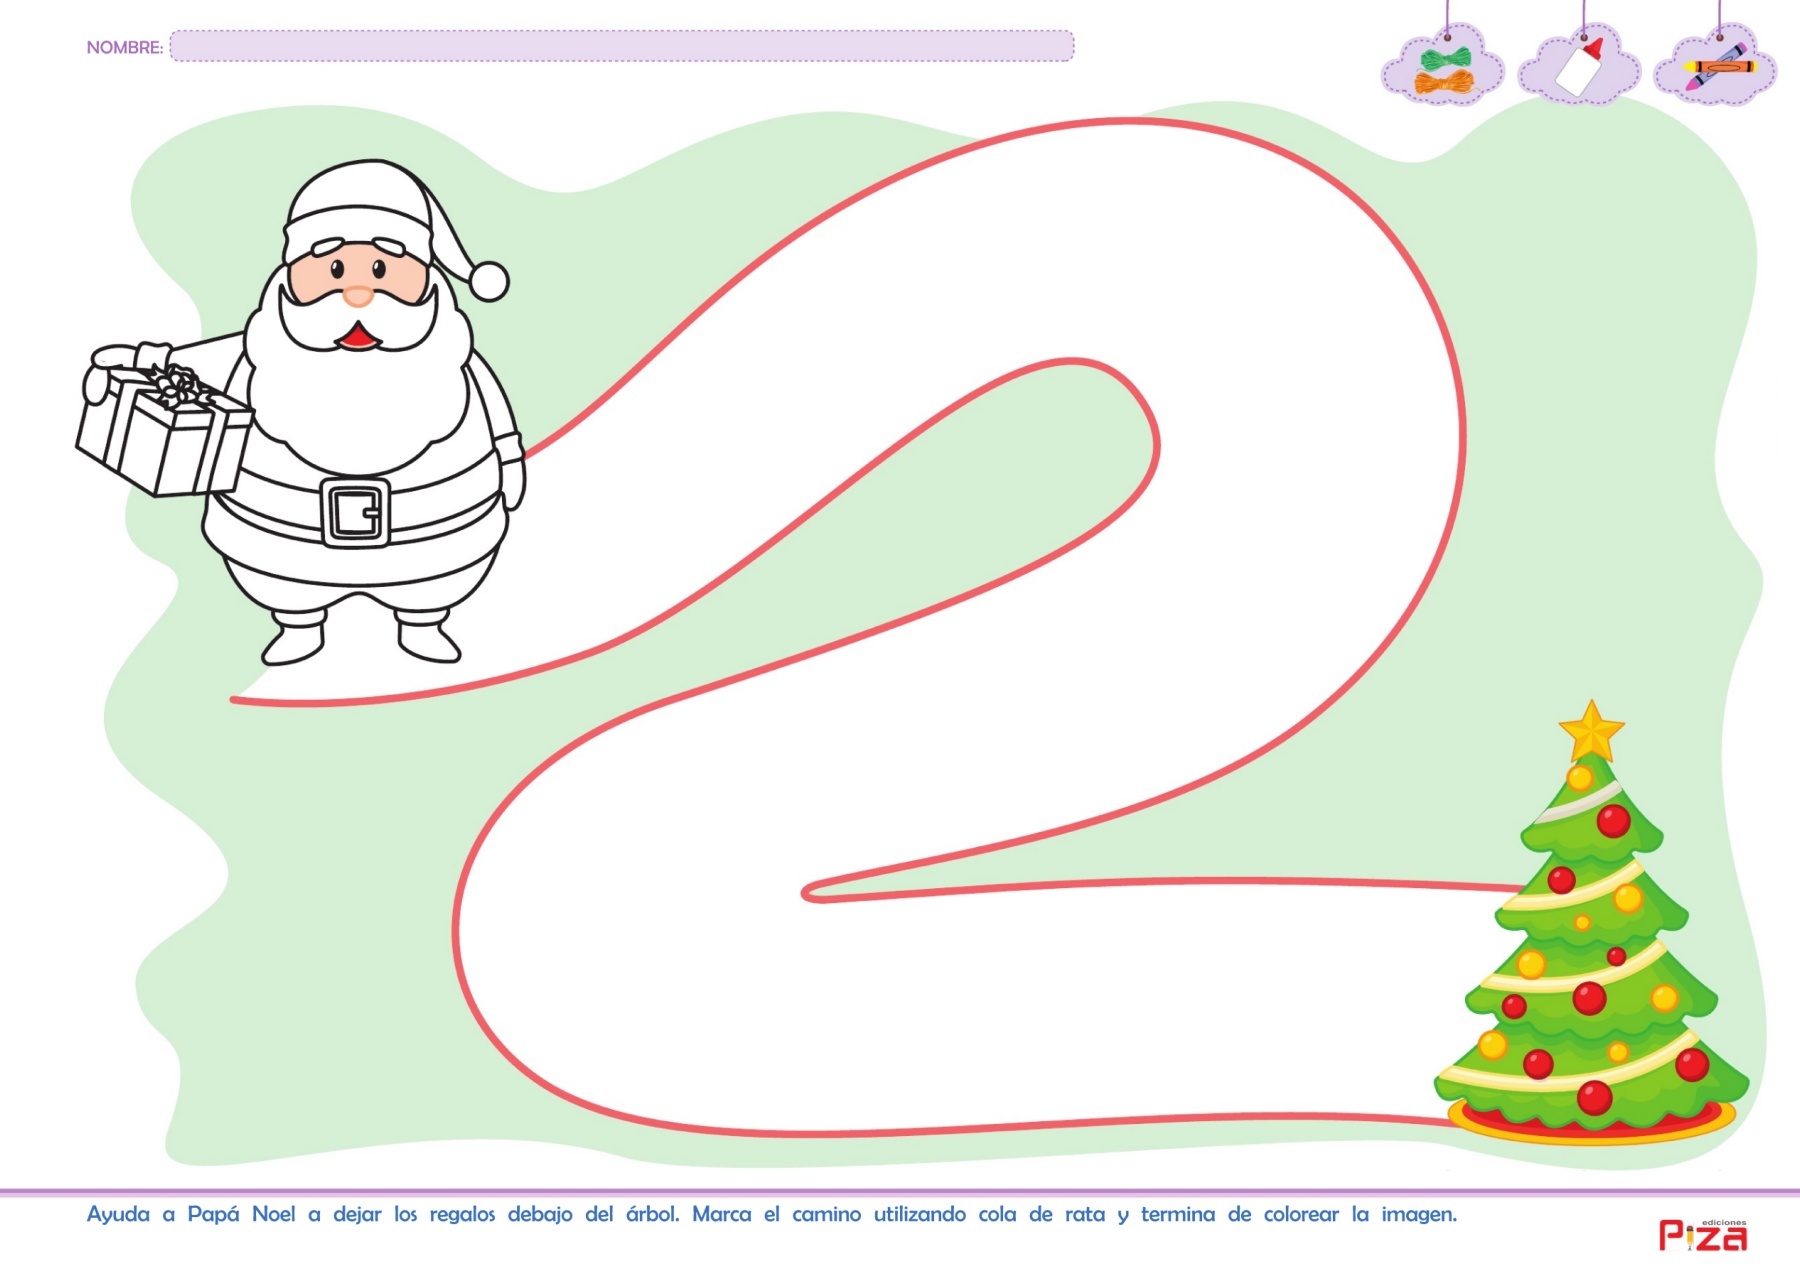 NOMBRE:
Ayuda a Papá Noel a dejar los regalos debajo del árbol. Marca el camino utilizando cola de rata y termina de colorear la imagen.
ediciones
Piza